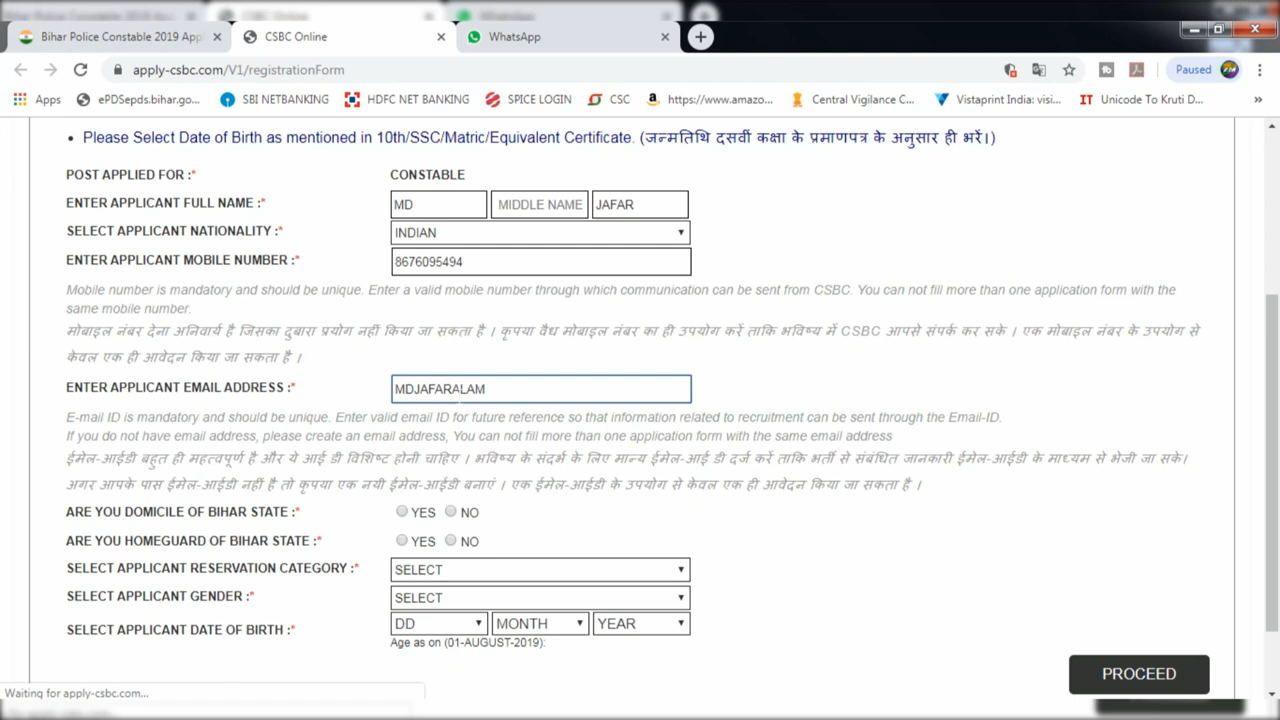 Bihar Police Constable 2019 Appl
CSBC Online
WhatsApp
apply-csbc.com/V1/registrationForm
Paused
Apps
ePDSepds.bihar.go...
SBI NETBANKING
HDFC NET BANKING
SPICE LOGIN
CSC
https://www.amazo...
Central Vigilance C...
Vistaprint India: visi...
Unicode To Kruti D...
• Please Select Date of Birth as mentioned in 10th/SSC/Matric/Equivalent Certificate. (जन्मतिथि दसवीं कक्षा के प्रमाणपत्र के अनुसार ही भरें।)
POST APPLIED FOR :* CONSTABLE
ENTER APPLICANT FULL NAME :* MD MIDDLE NAME JAFAR
SELECT APPLICANT NATIONALITY :* INDIAN
ENTER APPLICANT MOBILE NUMBER :* 8676095494
Mobile number is mandatory and should be unique. Enter a valid mobile number through which communication can be sent from CSBC. You can not fill more than one application form with the
same mobile number.
मोबाइल नंबर देना अनिवार्य है जिसका दुबारा प्रयोग नहीं किया जा सकता है । कृपया वैध मोबाइल नंबर का ही उपयोग करें ताकि भविष्य में CSBC आपसे संपर्क कर सके । एक मोबाइल नंबर के उपयोग से
केवल एक ही आवेदन किया जा सकता है ।
ENTER APPLICANT EMAIL ADDRESS :* MDJAFARALAM
E-mail ID is mandatory and should be unique. Enter valid email ID for future reference so that information related to recruitment can be sent through the Email-ID.
If you do not have email address, please create an email address, You can not fill more than one application form with the same email address
ईमेल-आईडी बहुत ही महत्वपूर्ण है और ये आई डी विशिष्ट होनी चाहिए । भविष्य के संदर्भ के लिए मान्य ईमेल-आई डी दर्ज करें ताकि भर्ती से संबंधित जानकारी ईमेल-आईडी के माध्यम से भेजी जा सके।
अगर आपके पास ईमेल-आईडी नहीं है तो कृपया एक नयी ईमेल-आईडी बनाएं । एक ईमेल-आईडी के उपयोग से केवल एक ही आवेदन किया जा सकता है ।
ARE YOU DOMICILE OF BIHAR STATE :* YES NO
ARE YOU HOMEGUARD OF BIHAR STATE :* YES NO
SELECT APPLICANT RESERVATION CATEGORY :* SELECT
SELECT APPLICANT GENDER :* SELECT
SELECT APPLICANT DATE OF BIRTH :* DD MONTH YEAR
Age as on (01-AUGUST-2019):
PROCEED
Waiting for apply-csbc.com...